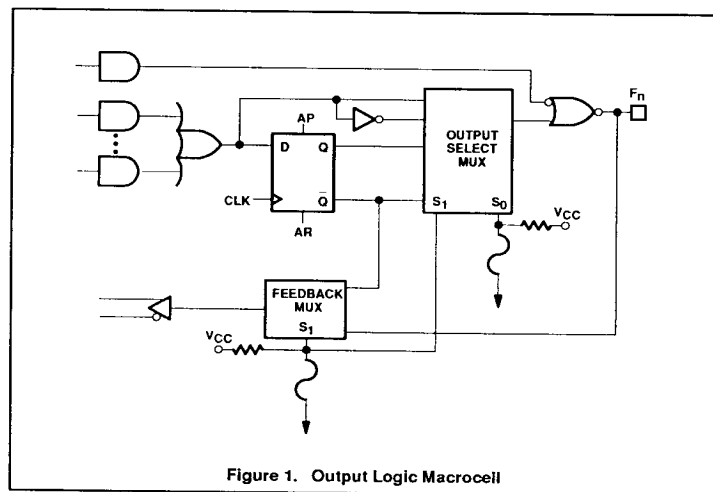 Fn
AP
D Q
OUTPUT
SELECT
MUX
CLK
Q
S1 S0
AR
VCC
FEEDBACK
MUX
S1
VCC
Figure 1. Output Logic Macrocell